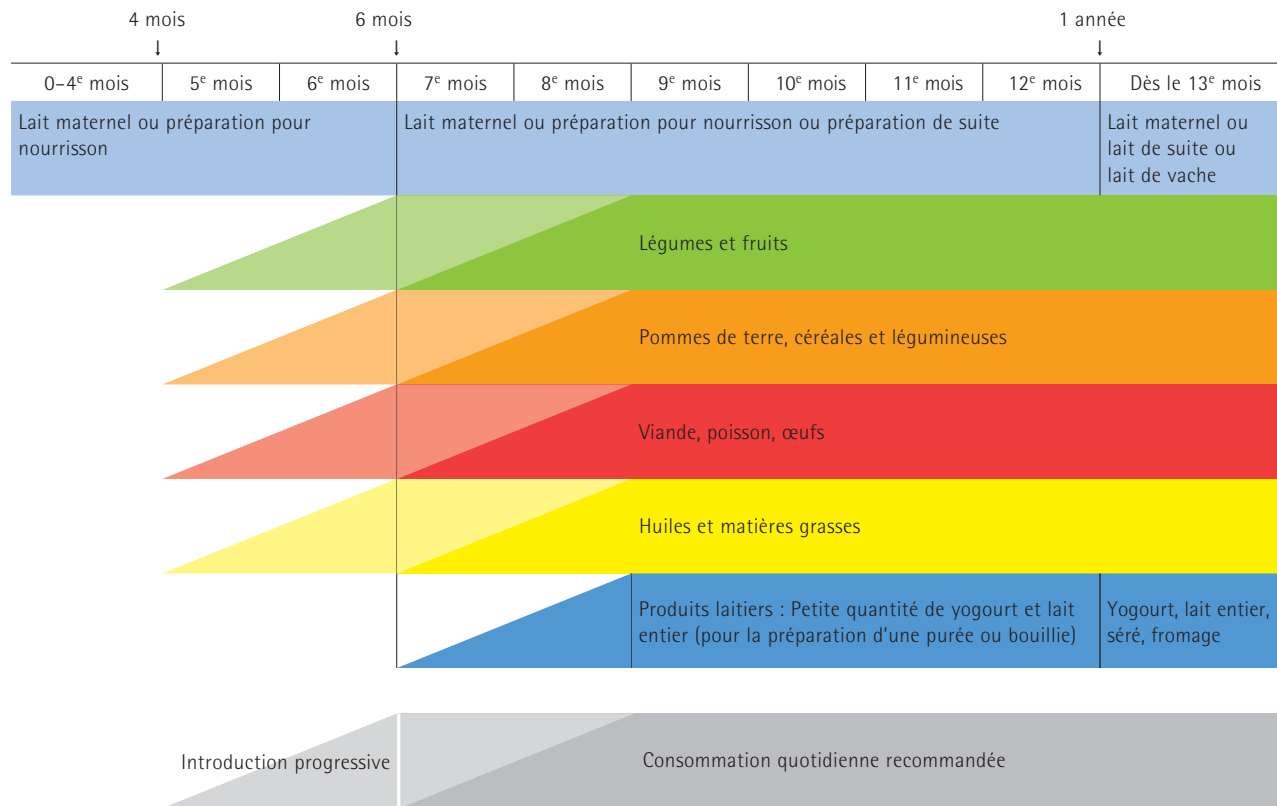 4 mois
6 mois
1 année
0–4e mois
5e mois
6e mois
7e mois
8e mois
9e mois
10e mois
11e mois
12e mois
Dès le 13e mois
Lait maternel ou préparation pour
nourrisson
Lait maternel ou préparation pour nourrisson ou préparation de suite
Lait maternel ou
lait de suite ou
lait de vache
Légumes et fruits
Pommes de terre, céréales et légumineuses
Viande, poisson, œufs
Huiles et matières grasses
Produits laitiers : Petite quantité de yogourt et lait
entier (pour la préparation d'une purée ou bouillie)
Yogourt, lait entier,
séré, fromage
Introduction progressive
Consommation quotidienne recommandée